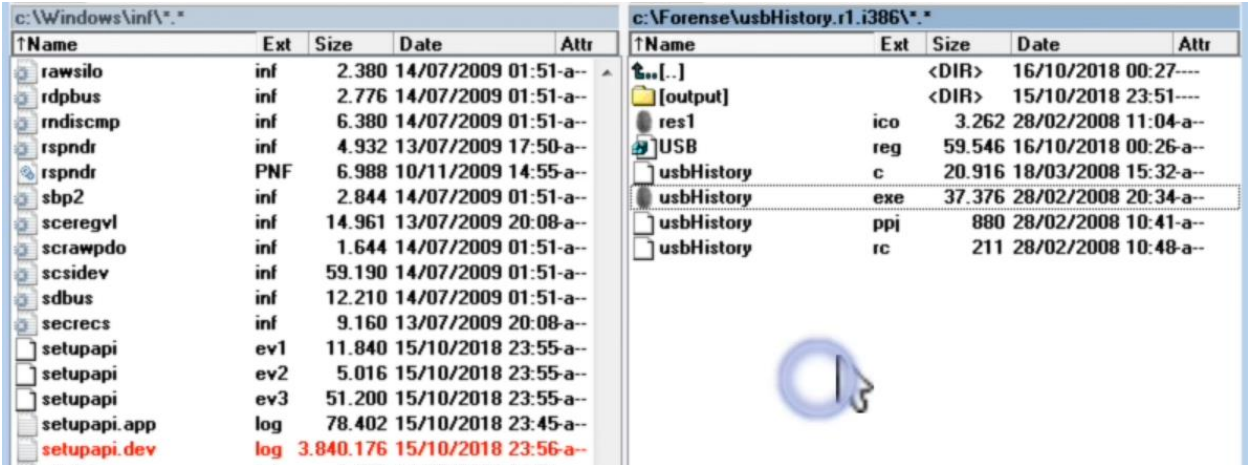 c:\Windows\inf\*.*
↑Name Ext Size Date Attr
rawsilo inf 2.380 14/07/2009 01:51-a--
rdpbus inf 2.776 14/07/2009 01:51-a--
rndiscmp inf 6.380 14/07/2009 01:51-a--
rspndr inf 4.932 13/07/2009 17:50-a--
rspndr PNF 6.988 10/11/2009 14:55-a--
sbp2 inf 2.844 14/07/2009 01:51-a--
sceregvl inf 14.961 13/07/2009 20:08-a--
scrawpdo inf 1.644 14/07/2009 01:51-a--
scsidev inf 59.190 14/07/2009 01:51-a--
sdbus inf 12.210 14/07/2009 01:51-a--
secrecs inf 9.160 13/07/2009 20:08-a--
setupapi ev1 11.840 15/10/2018 23:55-a--
setupapi ev2 5.016 15/10/2018 23:55-a--
setupapi ev3 51.200 15/10/2018 23:55-a--
setupapi.app log 78.402 15/10/2018 23:45-a--
setupapi.dev log 3.840.176 15/10/2018 23:56-a--
c:\Forense\usbHistory.r1.i386\*.*
↑Name Ext Size Date Attr
[..] <DIR> 16/10/2018 00:27----
[output] <DIR> 15/10/2018 23:51----
res1 ico 3.262 28/02/2008 11:04-a--
USB reg 59.546 16/10/2018 00:26-a--
usbHistory c 20.916 18/03/2008 15:32-a--
usbHistory exe 37.376 28/02/2008 20:34-a--
usbHistory ppj 880 28/02/2008 10:41-a--
usbHistory rc 211 28/02/2008 10:48-a--